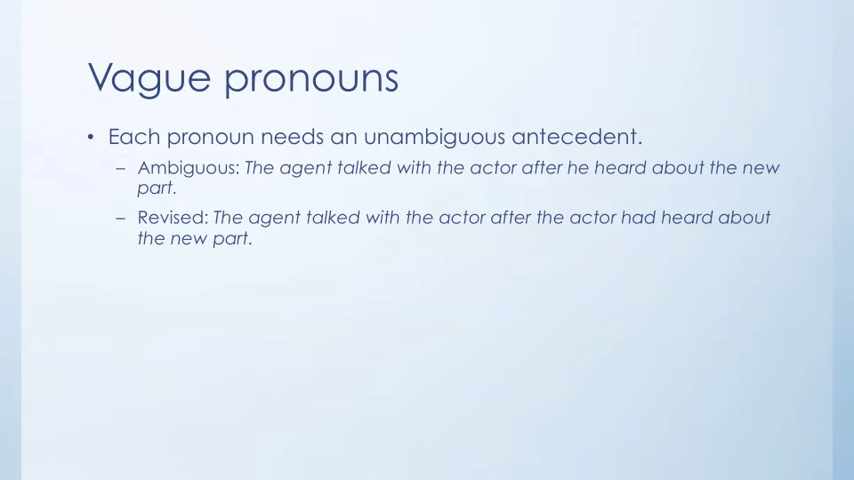 Vague pronouns
• Each pronoun needs an unambiguous antecedent.
– Ambiguous: The agent talked with the actor after he heard about the new
part.
– Revised: The agent talked with the actor after the actor had heard about
the new part.